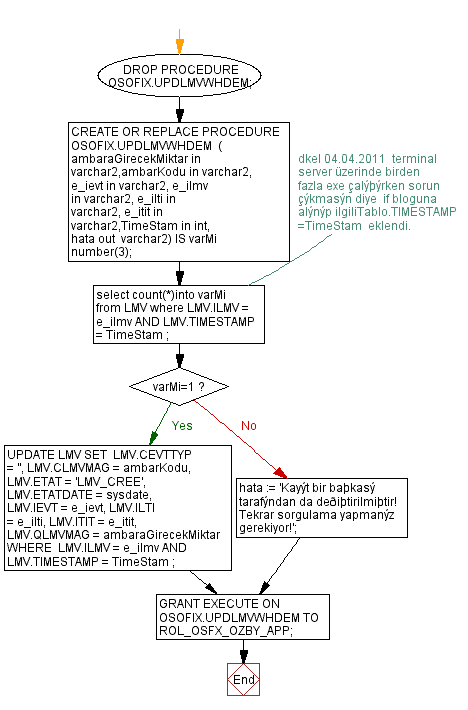 DROP PROCEDURE
OSOFIX.UPDLMVWHDEM;
CREATE OR REPLACE PROCEDURE
OSOFIX.UPDLMVWHDEM (
ambaraGirecekMiktar in
varchar2,ambarKodu in varchar2,
e_ievt in varchar2, e_ilmv
in varchar2, e_ilti in
varchar2, e_itit in
varchar2,TimeStam in int,
hata out varchar2) IS varMi
number(3);
dkel 04.04.2011 terminal
server üzerinde birden
fazla exe çalýþýrken sorun
çýkmasýn diye if bloguna
alýnýp ilgiliTablo.TIMESTAMP
=TimeStam eklendi.
select count(*)into varMi
from LMV where LMV.ILMV =
e_ilmv AND LMV.TIMESTAMP
= TimeStam ;
varMi=1 ?
Yes
No
UPDATE LMV SET LMV.CEVTTYP
= '', LMV.CLMVMAG = ambarKodu,
LMV.ETAT = 'LMV_CREE',
LMV.ETATDATE = sysdate,
LMV.IEVT = e_ievt, LMV.ILTI
= e_ilti, LMV.ITIT = e_itit,
LMV.QLMVMAG = ambaraGirecekMiktar
WHERE LMV.ILMV = e_ilmv AND
LMV.TIMESTAMP = TimeStam ;
hata := 'Kayýt bir baþkasý
tarafýndan da deðiþtirilmiþtir!
Tekrar sorgulama yapmanýz
gerekiyor!';
GRANT EXECUTE ON
OSOFIX.UPDLMVWHDEM TO
ROL_OSFX_OZBY_APP;
End